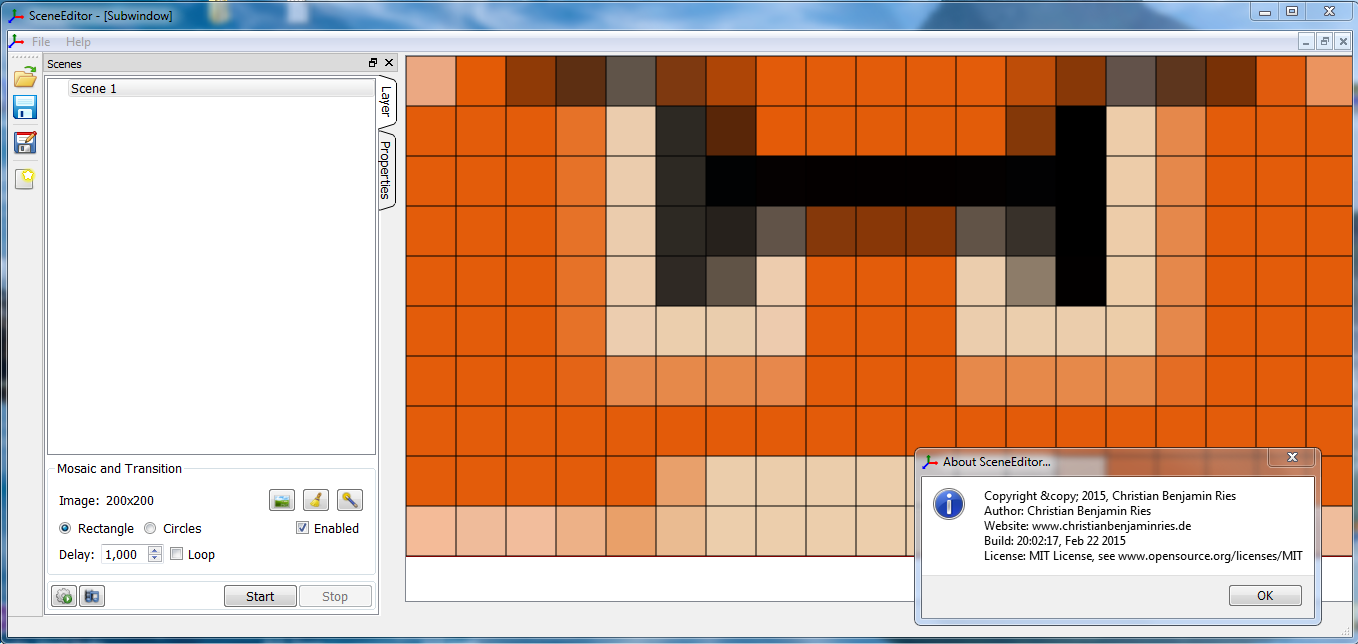 SceneEditor - [Subwindow]
File Help
Scenes
Scene 1
Layer
Properties
Mosaic and Transition
Image: 200x200
Rectangle Circles Enabled
Delay: 1,000 Loop
Start Stop
About SceneEditor...
Copyright &copy; 2015, Christian Benjamin Ries
Author: Christian Benjamin Ries
Website: www.christianbenjaminries.de
Build: 20:02:17, Feb 22 2015
License: MIT License, see www.opensource.org/licenses/MIT
OK